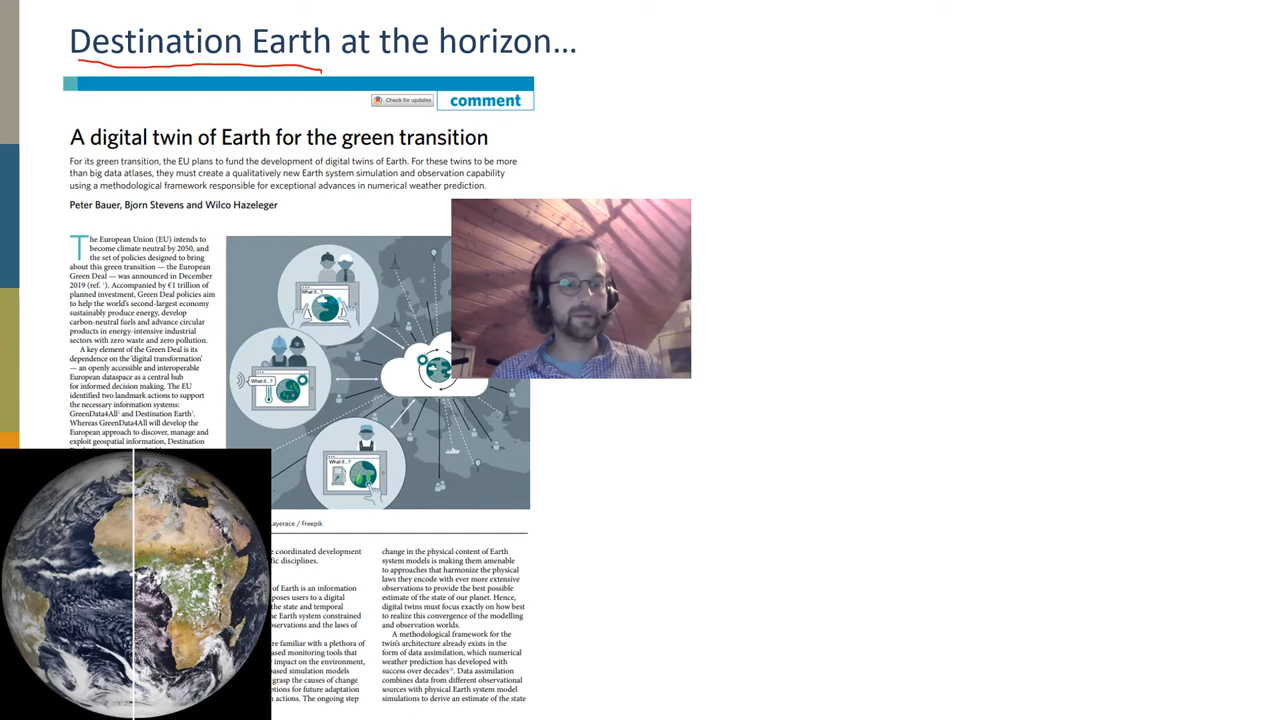 Destination Earth at the horizon...
Check for updates
comment
A digital twin of Earth for the green transition
For its green transition, the EU plans to fund the development of digital twins of Earth. For these twins to be more
than big data atlases, they must create a qualitatively new Earth system simulation and observation capability
using a methodological framework responsible for exceptional advances in numerical weather prediction.
Peter Bauer, Bjorn Stevens and Wilco Hazeleger
The European Union (EU) intends to
become climate neutral by 2050, and
the set of policies designed to bring
about this green transition — the European
Green Deal — was announced in December
2019 (ref. 1). Accompanied by €1 trillion of
planned investment, Green Deal policies aim
to help the world's second-largest economy
sustainably produce energy, develop
carbon-neutral fuels and advance circular
products in energy-intensive industrial
sectors with zero waste and zero pollution.
A key element of the Green Deal is its
dependence on the 'digital transformation'
— an openly accessible and interoperable
European dataspace as a central hub
for informed decision making. The EU
identified two landmark actions to support
the necessary information systems:
GreenData4All and Destination Earth.
Whereas GreenData4All will develop the
European approach to discover, manage and
exploit geospatial information, Destination
What if...?
What if...?
What if...?
Layerace / Freepik
e coordinated development
fic disciplines.
of Earth is an information
poses users to a digital
the state and temporal
he Earth system constrained
servations and the laws of
re familiar with a plethora of
ased monitoring tools that
impact on the environment,
ased simulation models
grasp the causes of change
ptions for future adaptation
n actions. The ongoing step
change in the physical content of Earth
system models is making them amenable
to approaches that harmonize the physical
laws they encode with ever more extensive
observations to provide the best possible
estimate of the state of our planet. Hence,
digital twins must focus exactly on how best
to realize this convergence of the modelling
and observation worlds.
A methodological framework for the
twin's architecture already exists in the
form of data assimilation, which numerical
weather prediction has developed with
success over decades. Data assimilation
combines data from different observational
sources with physical Earth system model
simulations to derive an estimate of the state